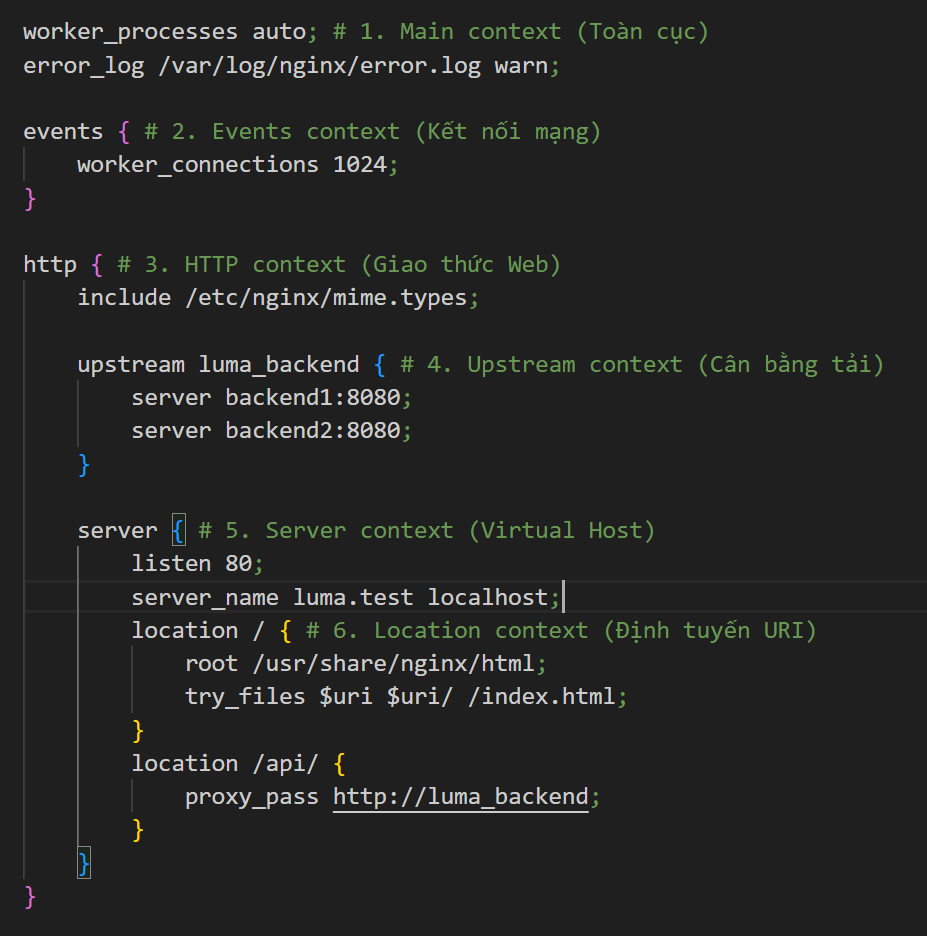 worker_processes auto; # 1. Main context (Toàn cục)
error_log /var/log/nginx/error.log warn;
events { # 2. Events context (Kết nối mạng)
worker_connections 1024;
}
http { # 3. HTTP context (Giao thức Web)
include /etc/nginx/mime.types;
upstream luma_backend { # 4. Upstream context (Cân bằng tải)
server backend1:8080;
server backend2:8080;
}
server { # 5. Server context (Virtual Host)
listen 80;
server_name luma.test localhost;
location / { # 6. Location context (Định tuyến URI)
root /usr/share/nginx/html;
try_files $uri $uri/ /index.html;
}
location /api/ {
proxy_pass http://luma_backend;
}
}
}